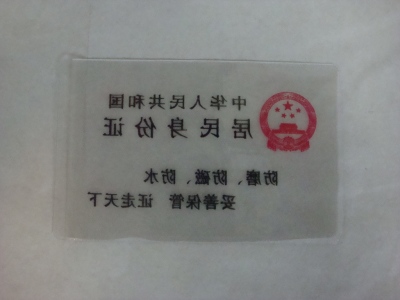 中华人民共和国
居民身份证
防磨、防磁、防水
妥善保管 证走天下